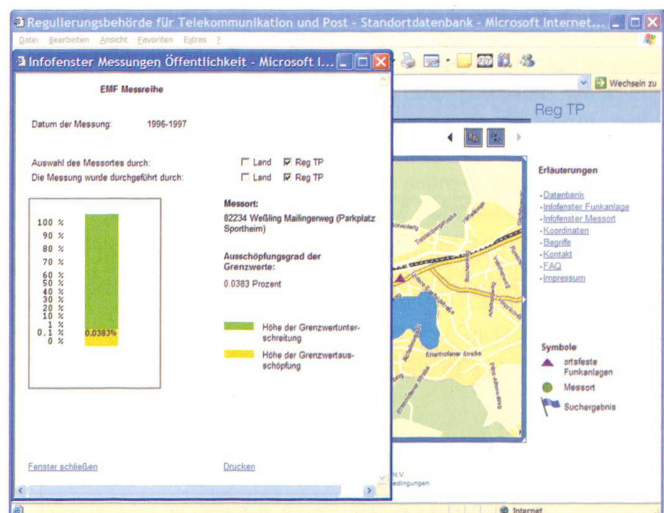 Regulierungsbehörde für Telekommunikation und Post - Standortdatenbank - Microsoft Internet...
Datei Bearbeiten Ansicht Favoriten Extras ?
Infofenster Messungen Öffentlichkeit - Microsoft I...
Wechseln zu
EMF Messreihe
Reg TP
Datum der Messung: 1996-1997
Auswahl des Messortes durch: Land Reg TP
Die Messung wurde durchgeführt durch: Land Reg TP
Messort:
82234 Weßling Mailingerweg (Parkplatz
Sportheim)
Ausschöpfungsgrad der
Grenzwerte:
0.0383 Prozent
100 %
90 %
80 %
70 %
60 %
50 %
40 %
30 %
20 %
10 %
1 %
0,1 % 0.0383%
0 %
Höhe der Grenzwertunter-
schreitung
Höhe der Grenzwertaus-
schöpfung
Fenster schließen Drucken
Etterhofener Straße
N.V.
edingungen
Erläuterungen
- Datenbank
- Infofenster Funkanlage
- Infofenster Messort
- Koordinaten
- Begriffe
- Kontakt
- FAQ
- Impressum
Symbole
ortsfeste
Funkanlagen
Messort
Suchergebnis
Internet